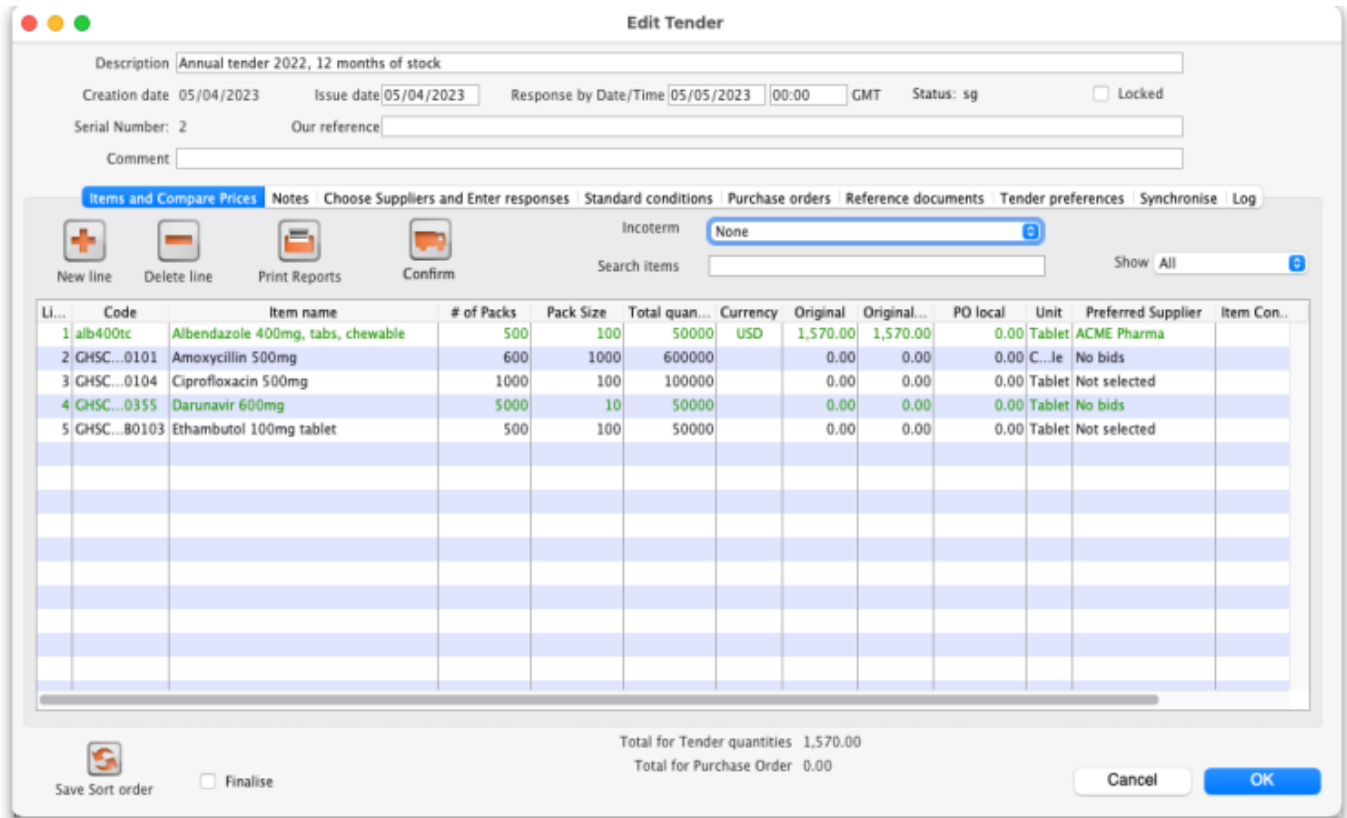 Edit Tender
Description Annual tender 2022, 12 months of stock
Creation date 05/04/2023 Issue date 05/04/2023 Response by Date/Time 05/05/2023 00:00 GMT Status: sg Locked
Serial Number: 2 Our reference
Comment
Items and Compare Prices Notes Choose Suppliers and Enter responses Standard conditions Purchase orders Reference documents Tender preferences Synchronise Log
Incoterm None
Search items Show All
New line Delete line Print Reports Confirm
Li... Code Item name # of Packs Pack Size Total quan... Currency Original Original... PO local Unit Preferred Supplier Item Con..
1 alb400tc Albendazole 400mg, tabs, chewable 500 100 50000 USD 1,570.00 1,570.00 0.00 Tablet ACME Pharma
2 GHSC...0101 Amoxycillin 500mg 600 1000 600000 0.00 0.00 0.00 C...le No bids
3 GHSC...0104 Ciprofloxacin 500mg 1000 100 100000 0.00 0.00 0.00 Tablet Not selected
4 GHSC...0355 Darunavir 600mg 5000 10 50000 0.00 0.00 0.00 Tablet No bids
5 GHSC...80103 Ethambutol 100mg tablet 500 100 50000 0.00 0.00 0.00 Tablet Not selected
Total for Tender quantities 1,570.00
Total for Purchase Order 0.00
Save Sort order Finalise Cancel OK